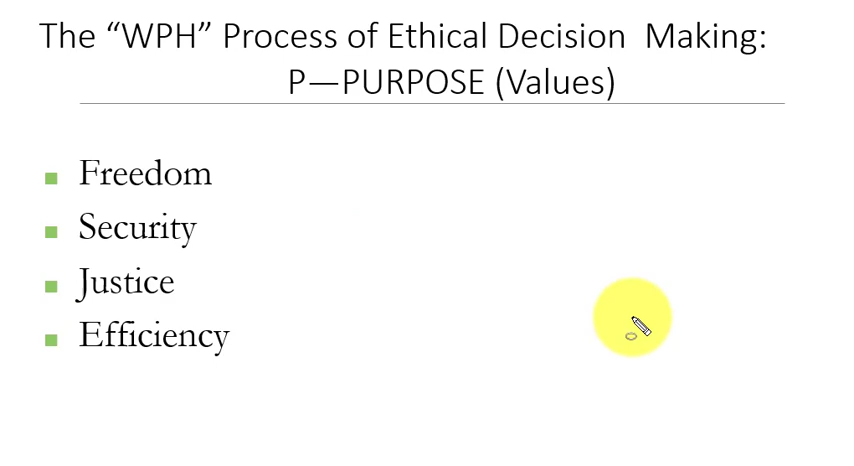 The “WPH” Process of Ethical Decision Making:
P—PURPOSE (Values)
Freedom
Security
Justice
Efficiency